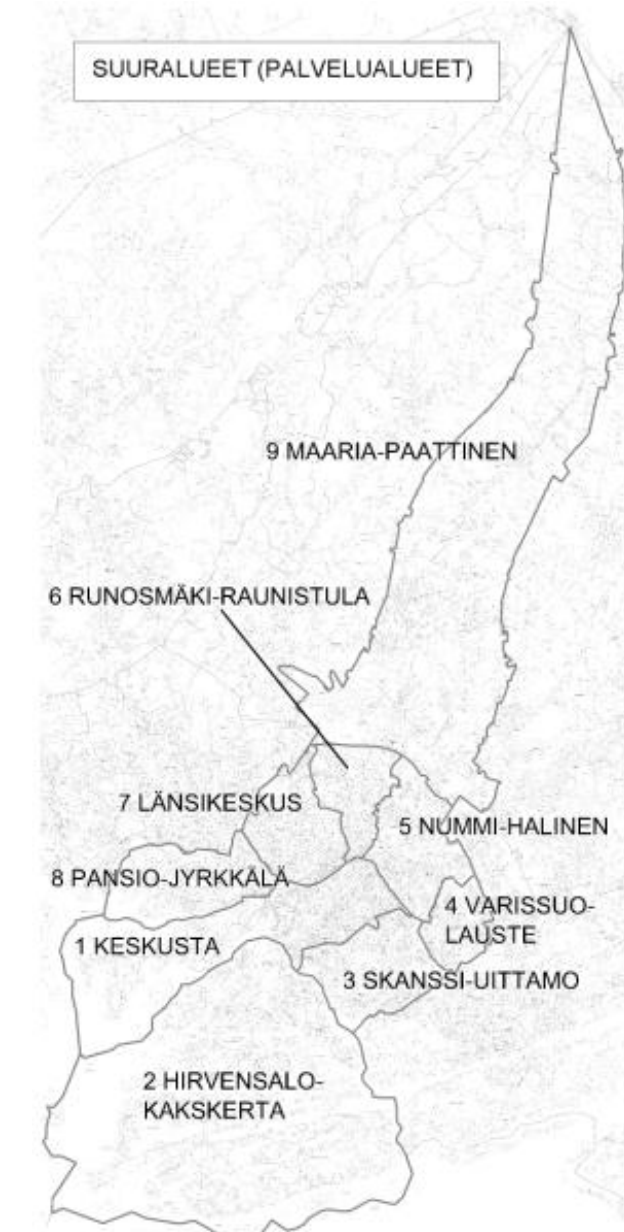 SUURALUEET (PALVELUALUEET)
9 MAARIA-PAATTINEN
6 RUNOSMÄKI-RAUNISTULA
7 LÄNSIKESKUS
5 NUMMI-HALINEN
8 PANSIO-JYRKKÄLÄ
4 VARISSUO-
LAUSTE
1 KESKUSTA
3 SKANSSI-UITTAMO
2 HIRVENSALO-
KAKSKERTA